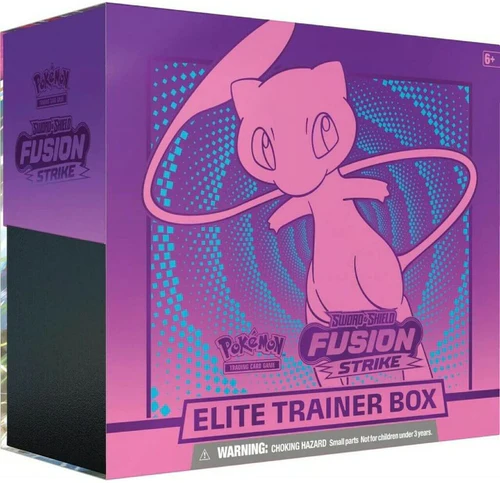 Pokémon
TRADING CARD GAME
SWORD & SHIELD
FUSION
STRIKE
6+
Pokémon
TRADING CARD GAME
SWORD & SHIELD
FUSION
STRIKE
ELITE TRAINER BOX
WARNING: CHOKING HAZARD Small parts Not for children under 3 years.